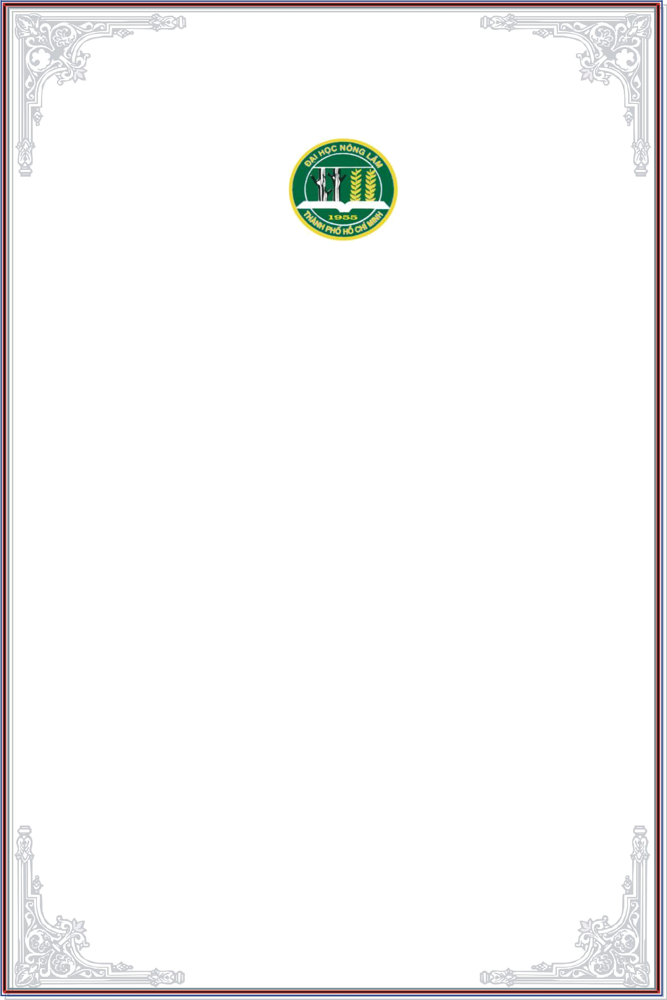 ĐẠI HỌC NÔNG LÂM
1955
THÀNH PHỐ HỒ CHÍ MINH